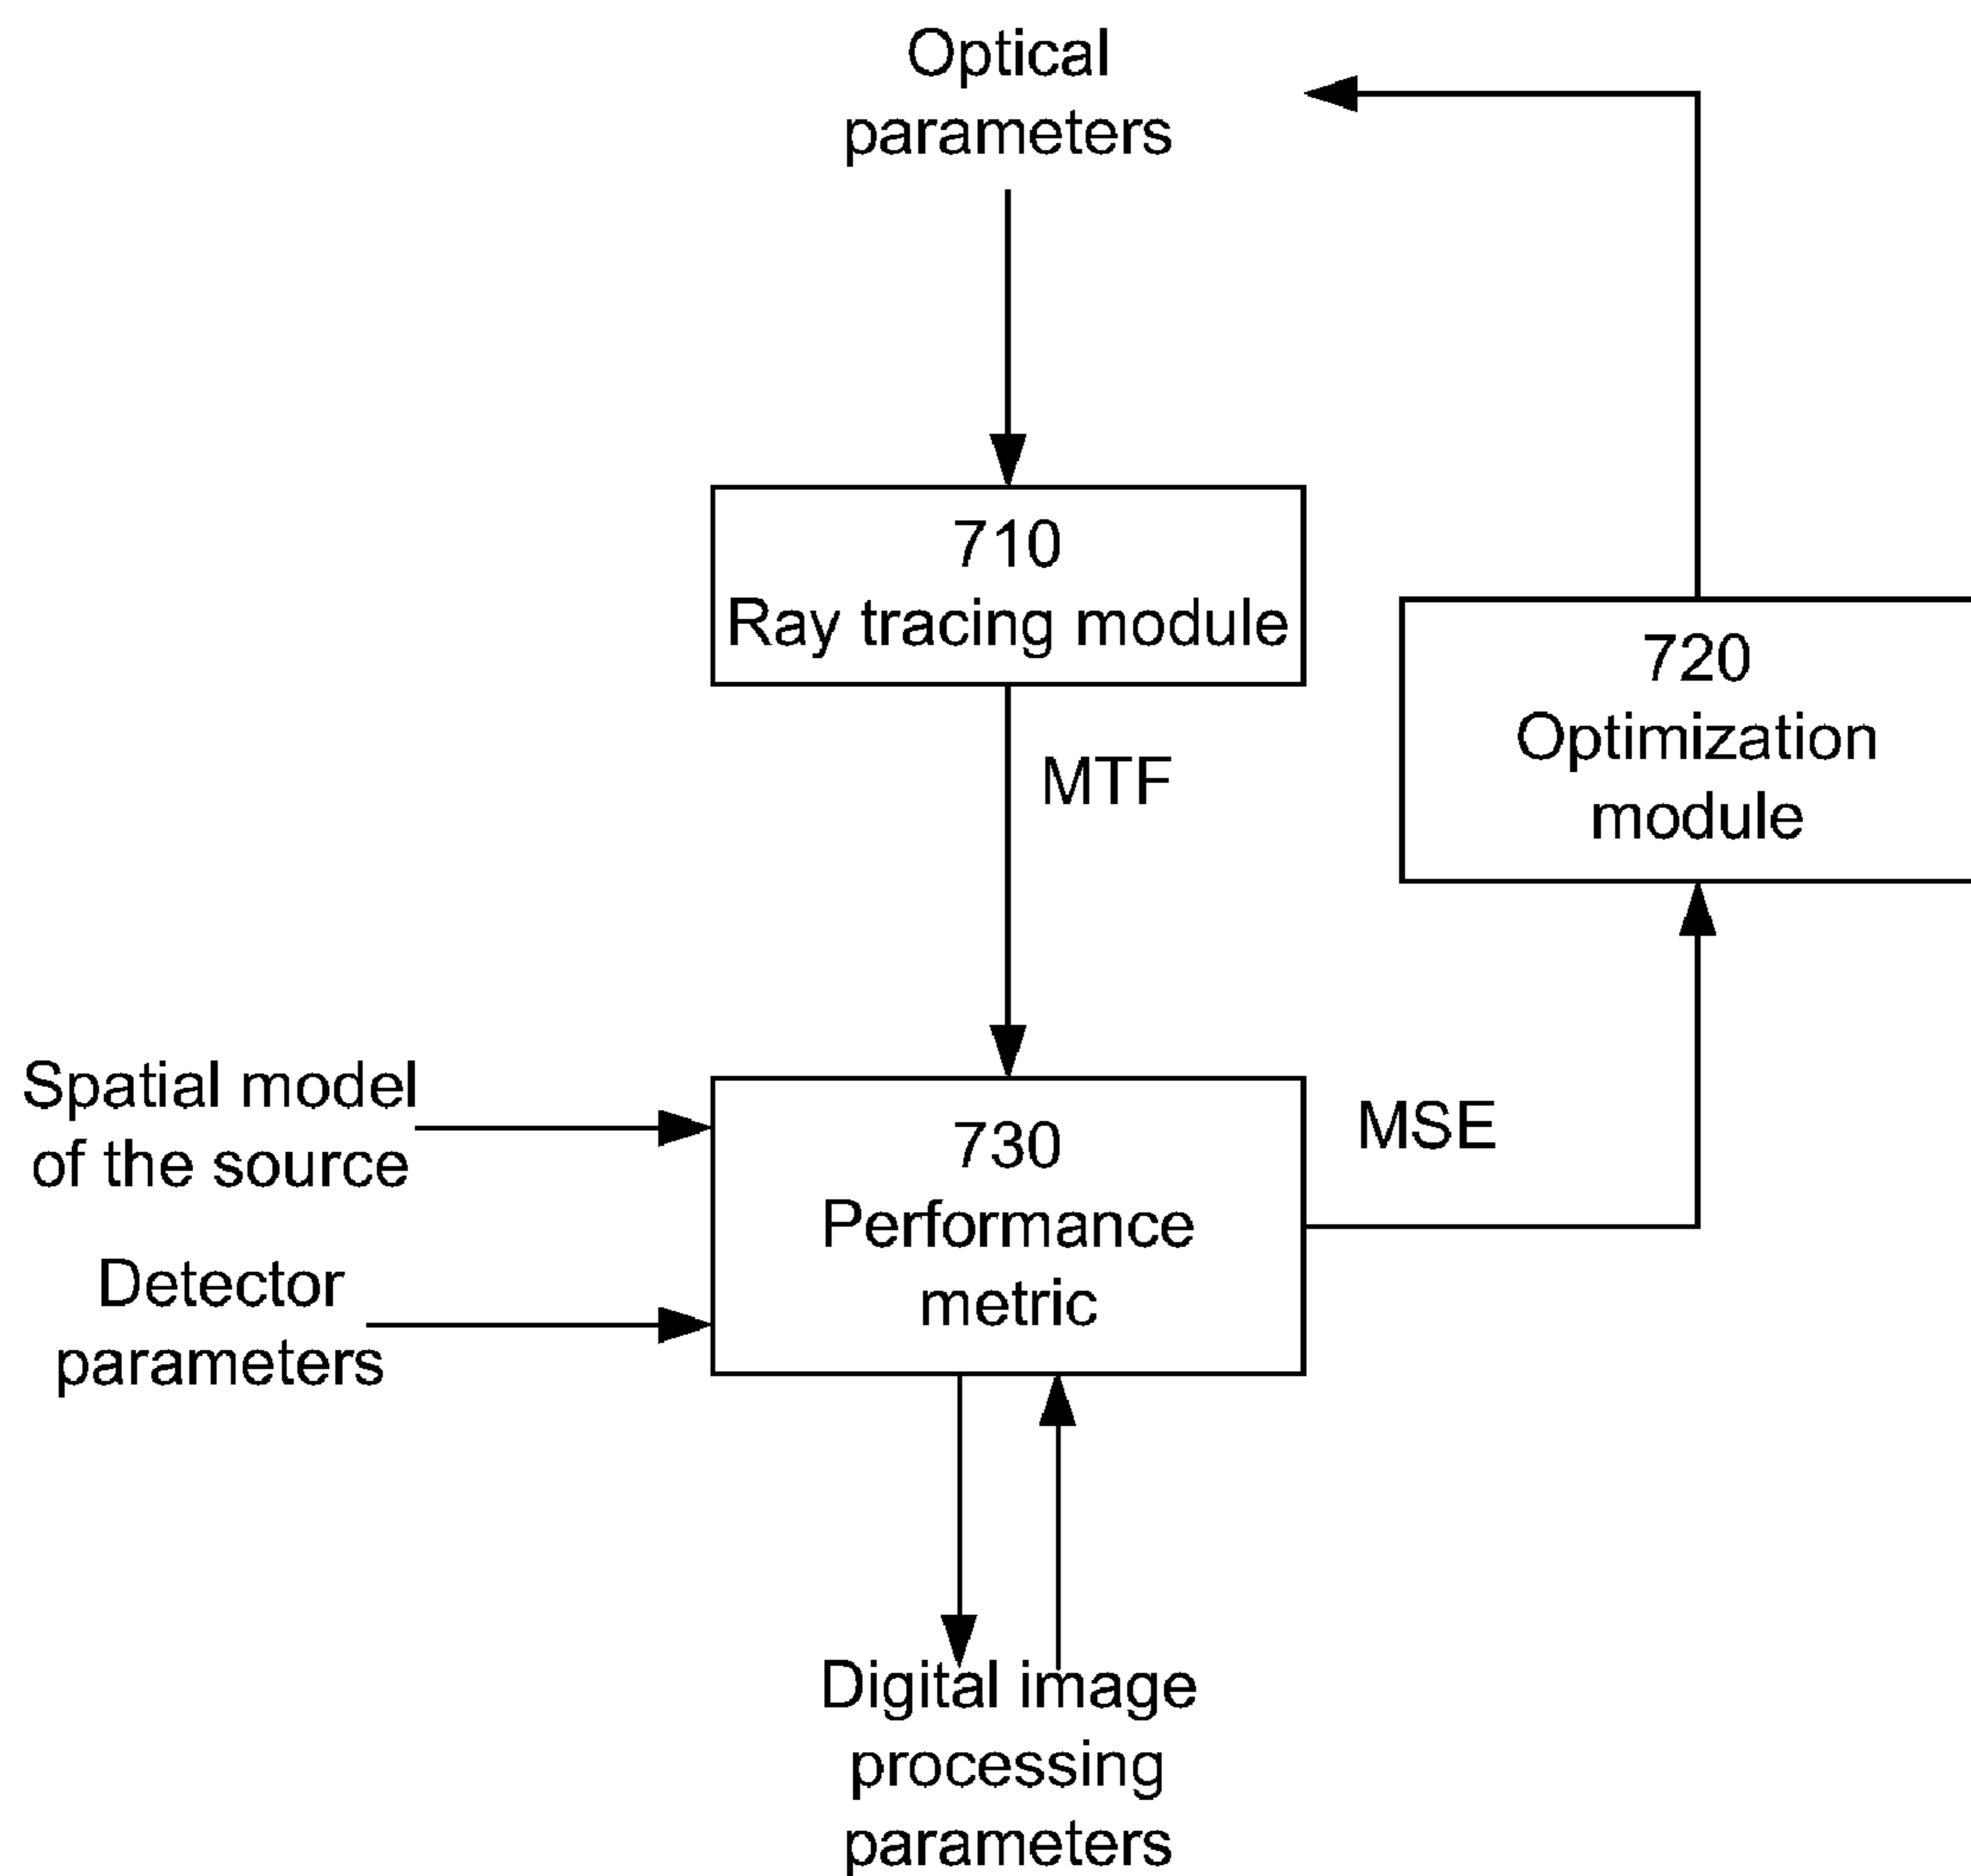 Optical
parameters
710
Ray tracing module
720
Optimization
module
MTF
Spatial model
of the source
Detector
parameters
730
Performance
metric
MSE
Digital image
processing
parameters